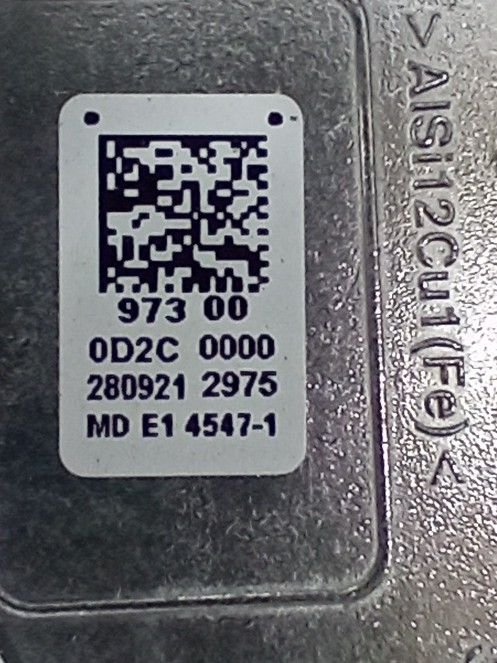 973 00
0D2C 0000
280921 2975
MD E1 4547-1
>AlSi12Cu1(Fe)<